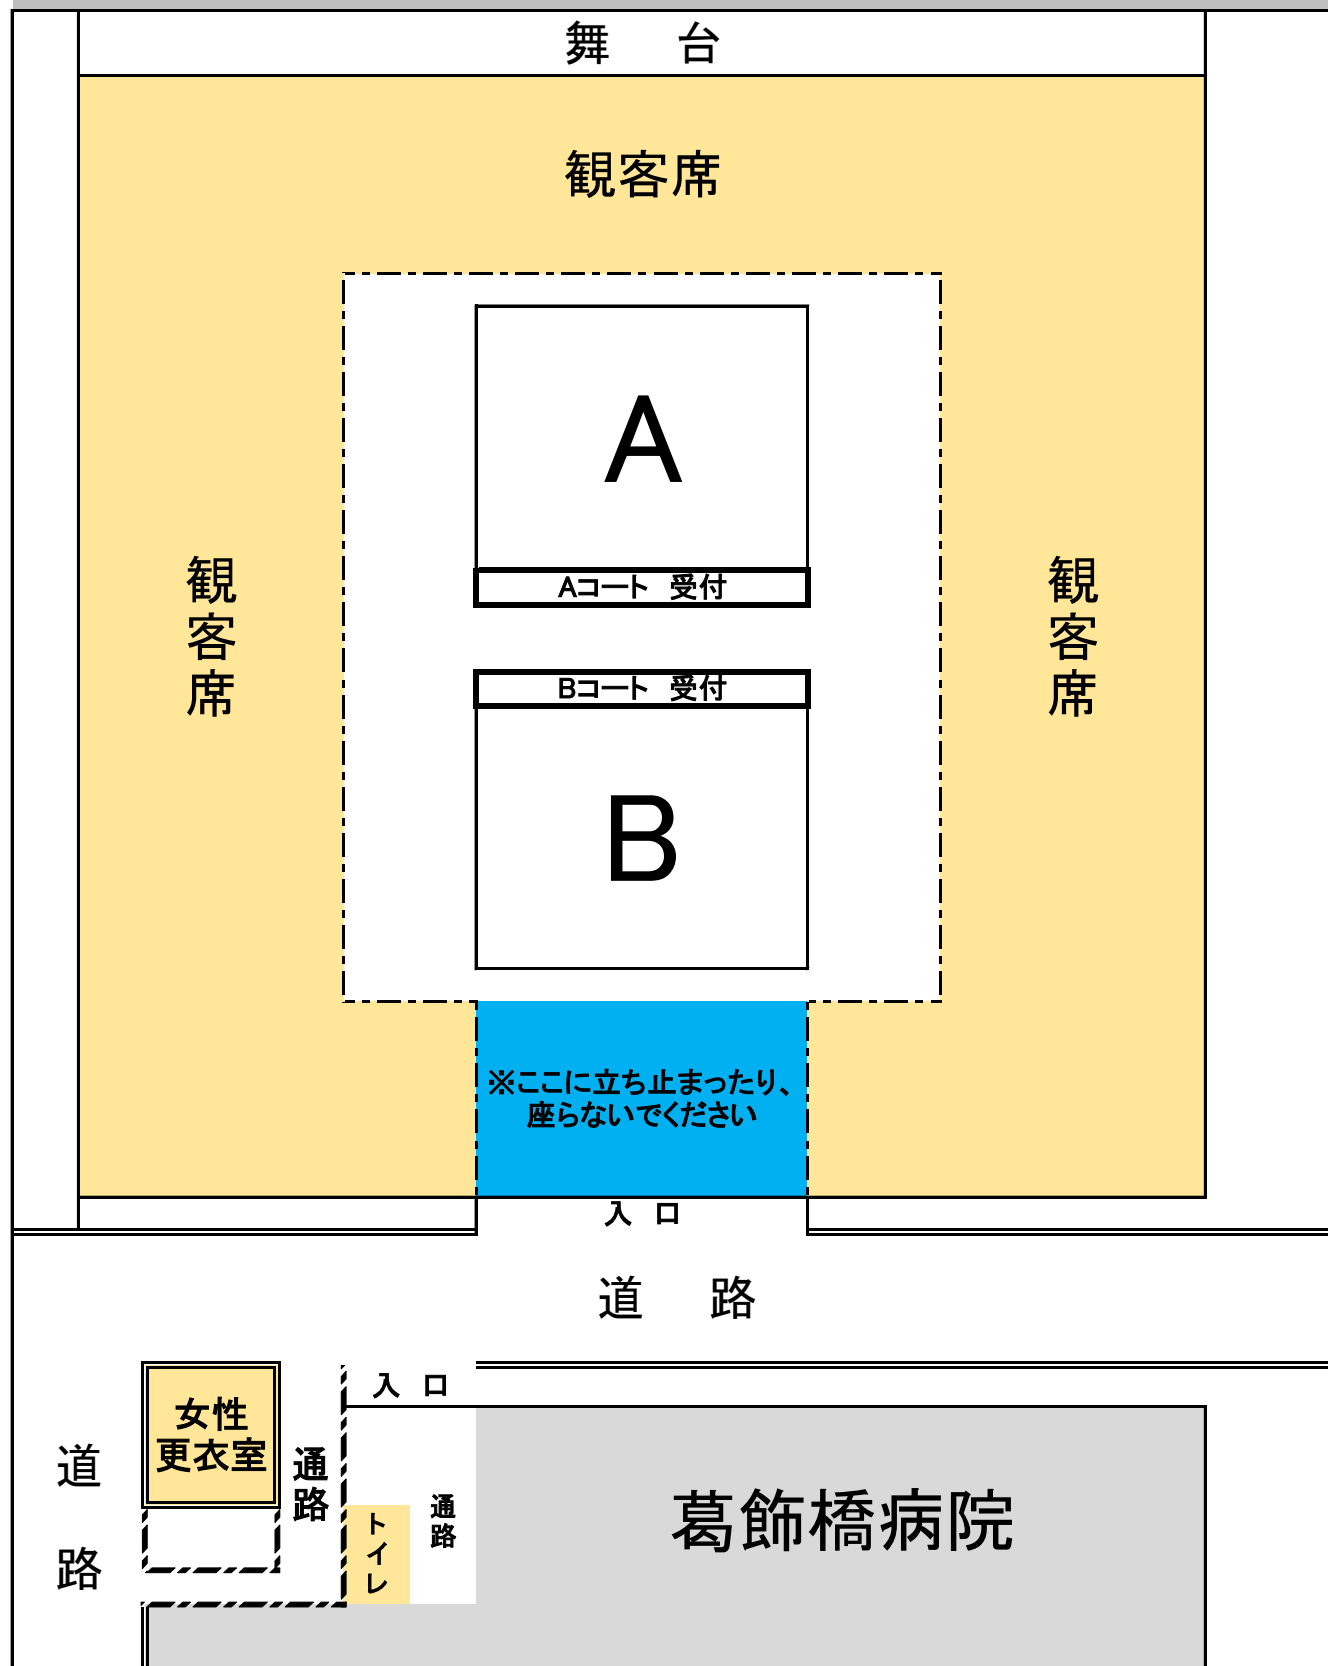 舞　台
観客席
A
観客席
観客席
Aコート　受付
Bコート　受付
B
※ここに立ち止まったり、
座らないでください
入　口
道　路
入　口
女性
更衣室
通路
道　路
通路
トイレ
葛飾橋病院